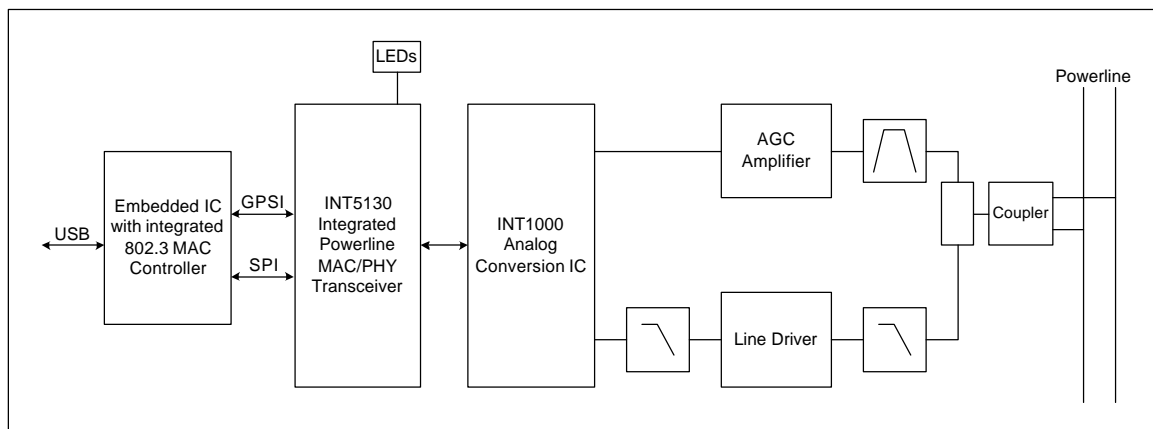 LEDs
Powerline
AGC
Amplifier
Embedded IC
with integrated
802.3 MAC
Controller
GPSI
INT5130
Integrated
Powerline
MAC/PHY
Transceiver
INT1000
Analog
Conversion IC
Coupler
USB
SPI
Line Driver